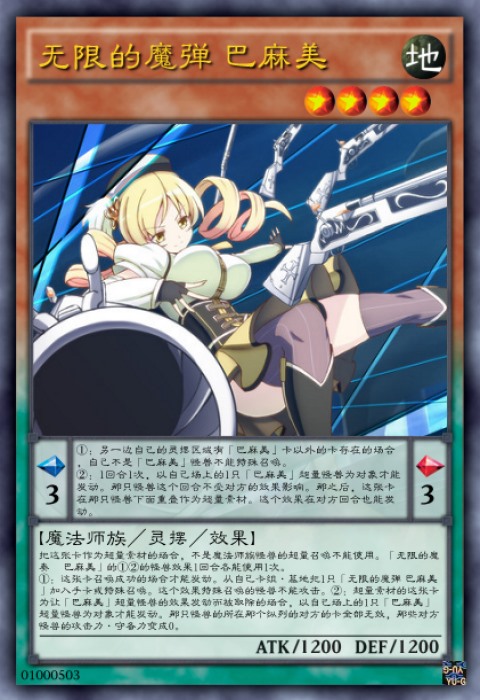 无限的魔弹 巴麻美
地
①：另一边自己的灵摆区域有「巴麻美」卡以外的卡存在的场合
，自己不是「巴麻美」怪兽不能特殊召唤。
②：1回合1次，以自己场上的1只「巴麻美」超量怪兽为对象才能发
动。那只怪兽这个回合不受对方的效果影响。那之后，这张卡
在那只怪兽下面重叠作为超量素材。这个效果在对方回合也能发
动。
3
3
【魔法师族／灵摆／效果】
把这张卡作为超量素材的场合，不是魔法师族怪兽的超量召唤不能使用。「无限的魔
奏　巴麻美」的①②的怪兽效果1回合各能使用1次。
①：这张卡召唤成功的场合才能发动。从自己卡组·墓地把1只「无限的魔弹 巴麻美」
加入手卡或特殊召唤。这个效果特殊召唤的怪兽不能攻击。②：超量素材的这张卡
为让「巴麻美」超量怪兽的效果发动而被取除的场合，以自己场上的1只「巴麻美」
超量怪兽为对象才能发动。那只怪兽的所在那个纵列的对方的卡全部无效，那些对方
怪兽的攻击力·守备力变成0。
ATK/1200 DEF/1200
01000503